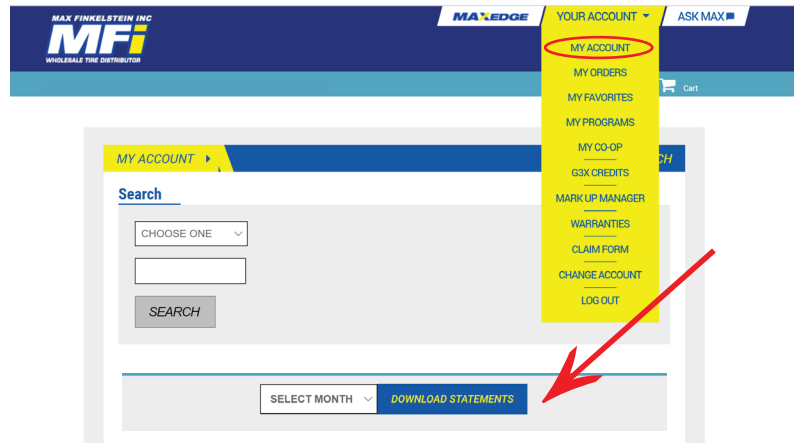 MAX FINKELSTEIN INC
MFi
WHOLESALE TIRE DISTRIBUTOR
MAXEDGE
YOUR ACCOUNT
ASK MAX
MY ACCOUNT
MY ORDERS
MY FAVORITES
MY PROGRAMS
MY CO-OP
G3X CREDITS
MARK UP MANAGER
WARRANTIES
CLAIM FORM
CHANGE ACCOUNT
LOG OUT
Cart
MY ACCOUNT
CH
Search
CHOOSE ONE
SEARCH
SELECT MONTH
DOWNLOAD STATEMENTS